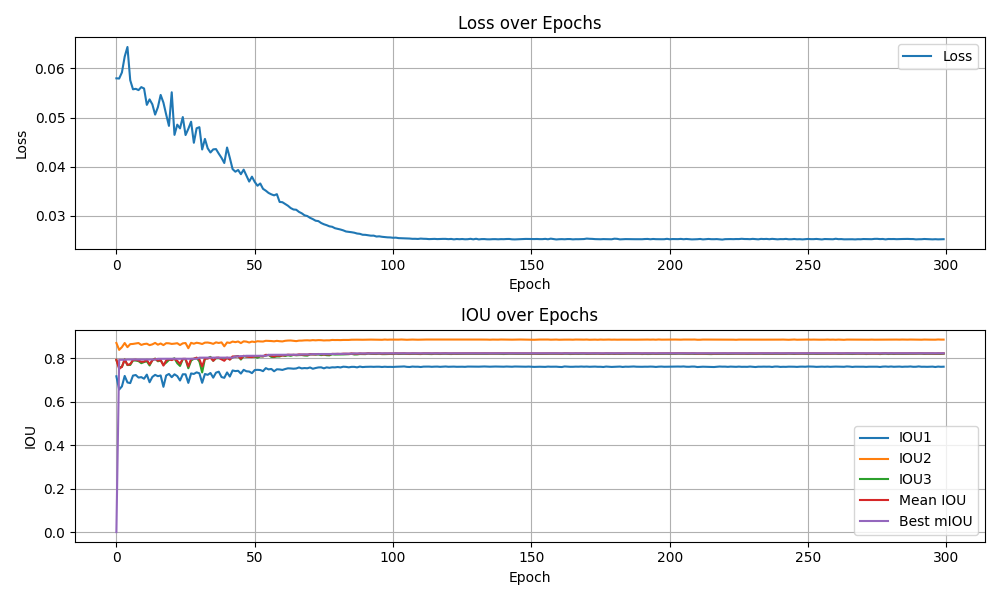 Loss over Epochs
Loss
0.06
0.05
0.04
0.03
Loss
0 50 100 150 200 250 300
Epoch
IOU over Epochs
0.8
0.6
0.4
0.2
0.0
IOU
IOU1
IOU2
IOU3
Mean IOU
Best mIOU
0 50 100 150 200 250 300
Epoch